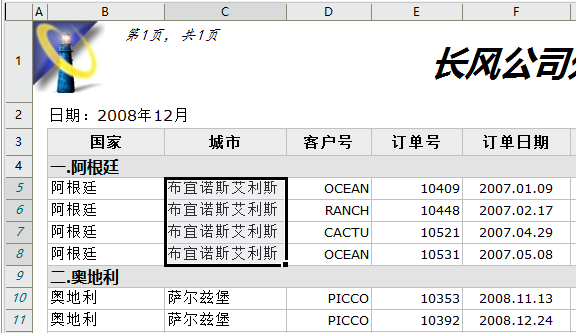 A B C D E F
1 第1页，共1页 长风公司
2 日期：2008年12月
3 国家 城市 客户号 订单号 订单日期
4 一.阿根廷
5 阿根廷 布宜诺斯艾利斯 OCEAN 10409 2007.01.09
6 阿根廷 布宜诺斯艾利斯 RANCH 10448 2007.02.17
7 阿根廷 布宜诺斯艾利斯 CACTU 10521 2007.04.29
8 阿根廷 布宜诺斯艾利斯 OCEAN 10531 2007.05.08
9 二.奥地利
10 奥地利 萨尔兹堡 PICCO 10353 2008.11.13
11 奥地利 萨尔兹堡 PICCO 10392 2008.12.24